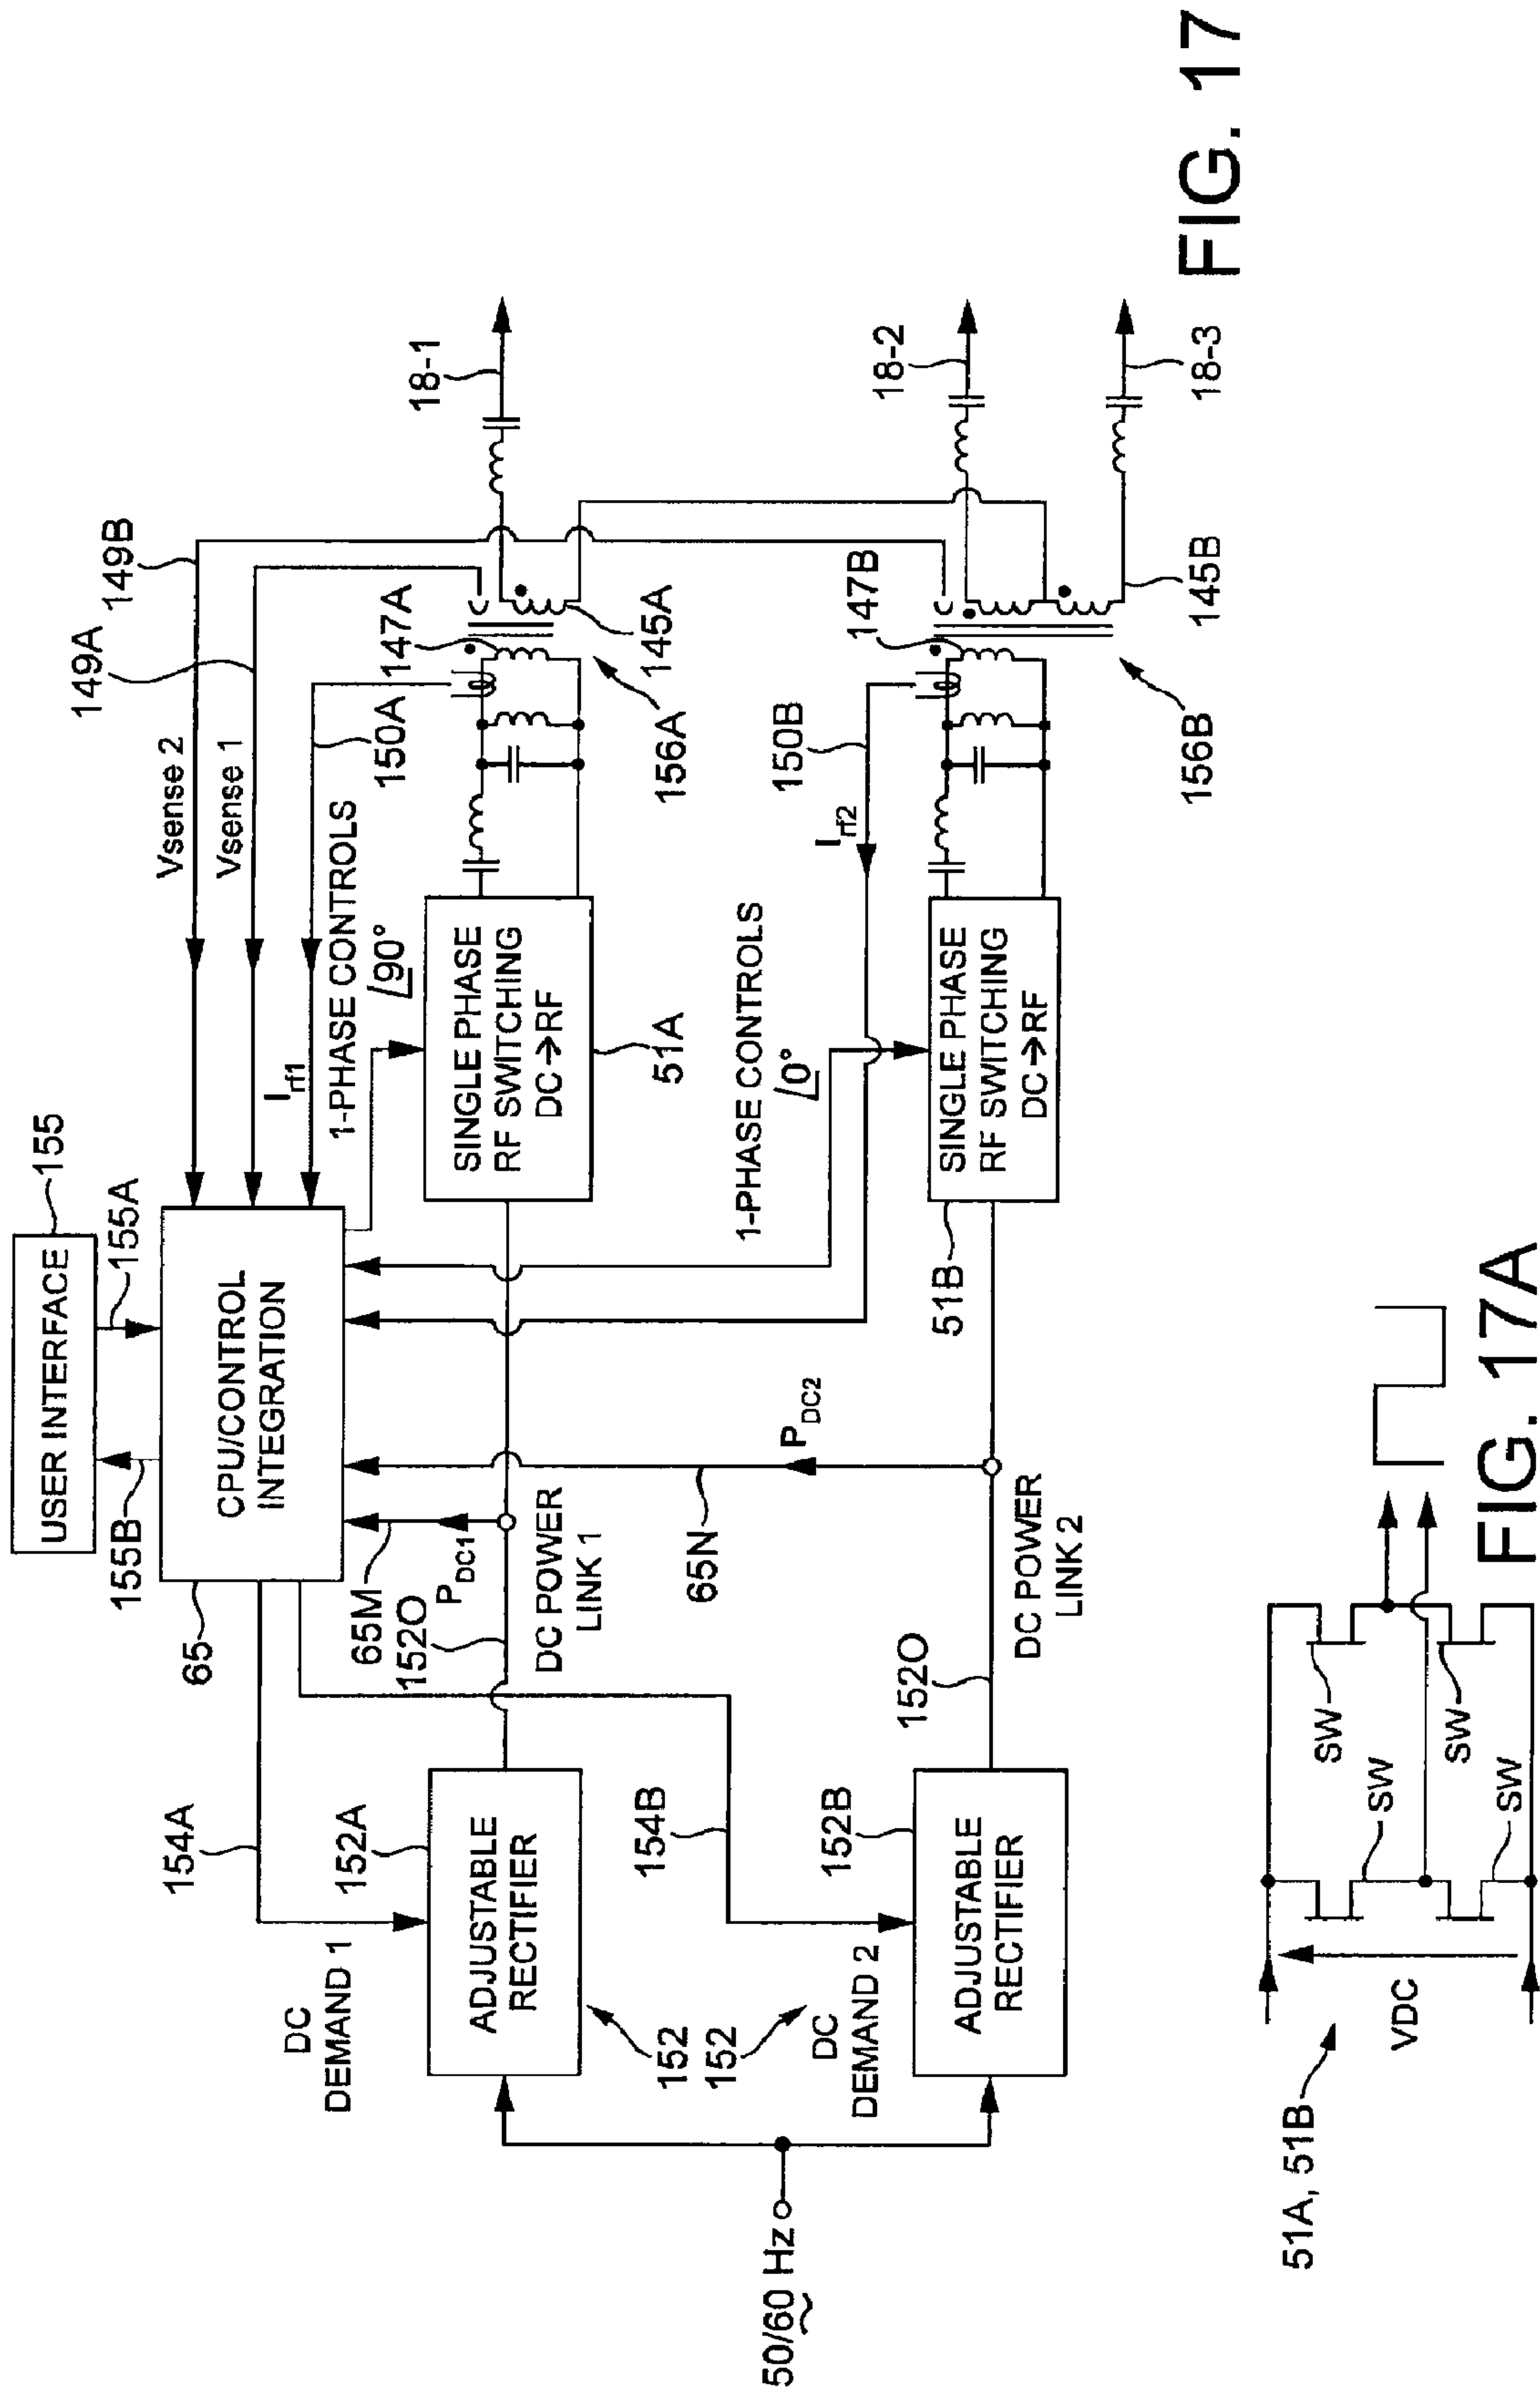 USER INTERFACE
155
155B
155A
65
CPU/CONTROL
INTEGRATION
Vsense 2
149B
Vsense 1
149A
Irf1
150A
1-PHASE CONTROLS
/90°
154A
DC
DEMAND 1
152A
ADJUSTABLE
RECTIFIER
152
65M
PDC1
152O
DC POWER
LINK 1
SINGLE PHASE
RF SWITCHING
DC→RF
51A
147A
145A
156A
18-1
50/60 Hz
~
154B
152
DC
DEMAND 2
152B
ADJUSTABLE
RECTIFIER
65N
PDC2
152O
DC POWER
LINK 2
1-PHASE CONTROLS
/0°
Irf2
150B
51B
SINGLE PHASE
RF SWITCHING
DC→RF
147B
145B
156B
18-2
18-3
FIG. 17
51A, 51B
VDC
SW
SW
SW
SW
FIG. 17A